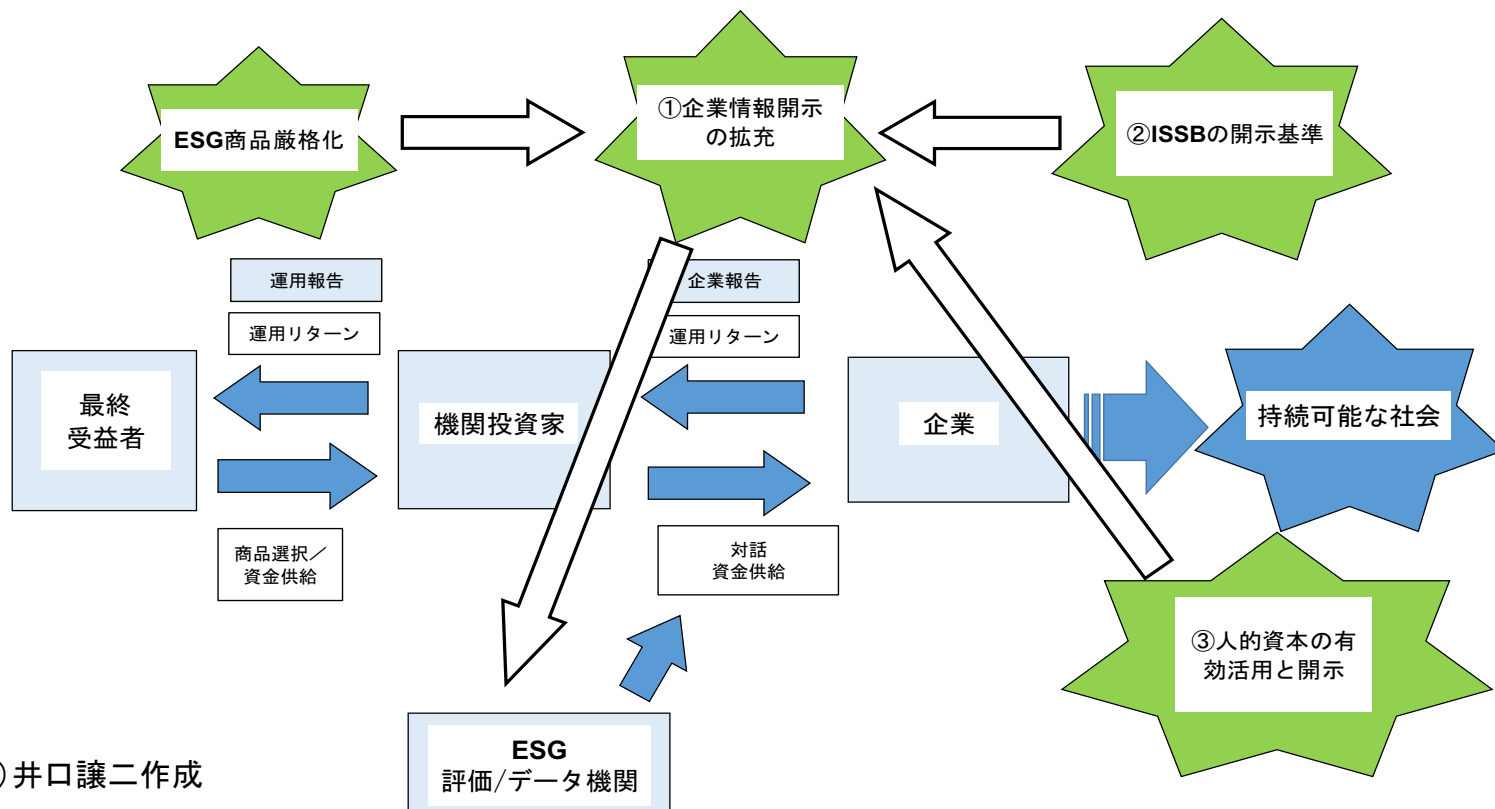 ESG商品厳格化
①企業情報開示
の拡充
②ISSBの開示基準
運用報告
運用リターン
企業報告
運用リターン
最終
受益者
機関投資家
企業
持続可能な社会
商品選択／
資金供給
対話
資金供給
③人的資本の有
効活用と開示
ESG
評価/データ機関
）井口譲二作成